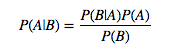 P(A|B) = P(B|A)P(A) / P(B)